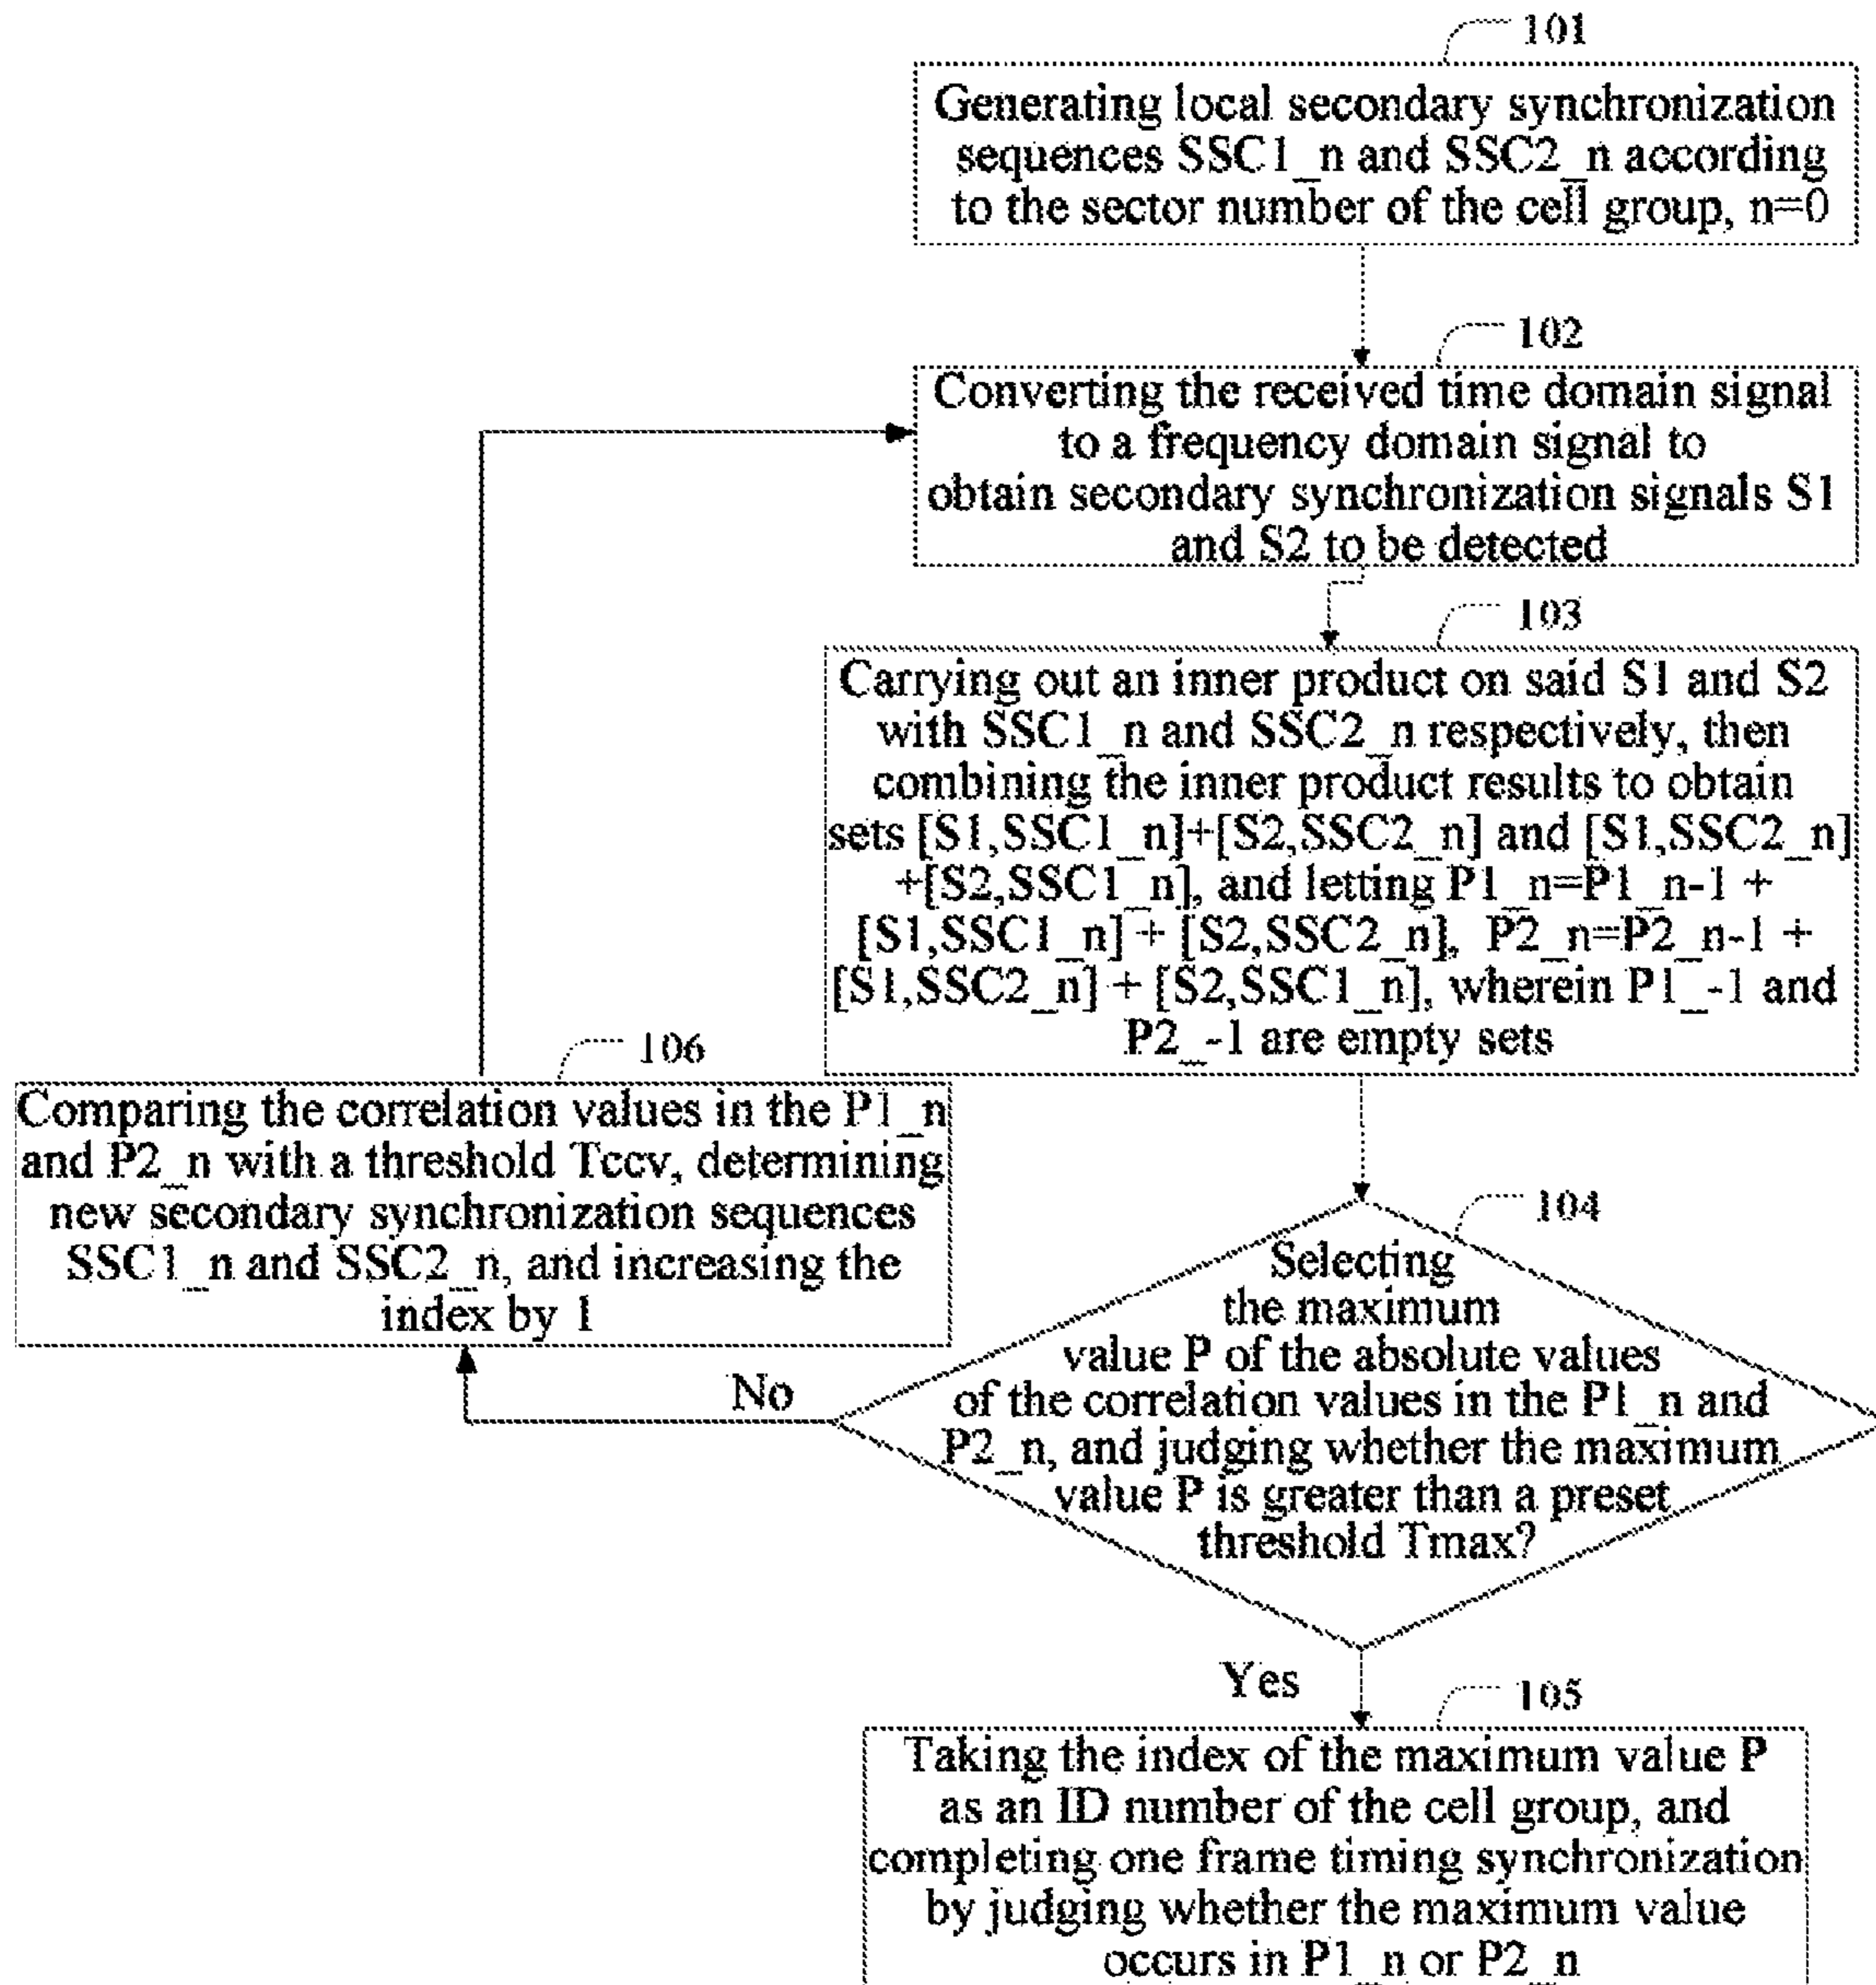 101
Generating local secondary synchronization
sequences SSC1_n and SSC2_n according
to the sector number of the cell group, n=0
102
Converting the received time domain signal
to a frequency domain signal to
obtain secondary synchronization signals S1
and S2 to be detected
103
Carrying out an inner product on said S1 and S2
with SSC1_n and SSC2_n respectively, then
combining the inner product results to obtain
sets [S1,SSC1_n]+[S2,SSC2_n] and [S1,SSC2_n]
+[S2,SSC1_n], and letting P1_n=P1_n-1 +
[S1,SSC1_n] + [S2,SSC2_n], P2_n=P2_n-1 +
[S1,SSC2_n] + [S2,SSC1_n], wherein P1_-1 and
P2_-1 are empty sets
106
Comparing the correlation values in the P1_n
and P2_n with a threshold Tccv, determining
new secondary synchronization sequences
SSC1_n and SSC2_n, and increasing the
index by 1
104
Selecting
the maximum
value P of the absolute values
of the correlation values in the P1_n and
P2_n, and judging whether the maximum
value P is greater than a preset
threshold Tmax?
No
Yes
105
Taking the index of the maximum value P
as an ID number of the cell group, and
completing one frame timing synchronization
by judging whether the maximum value
occurs in P1_n or P2_n